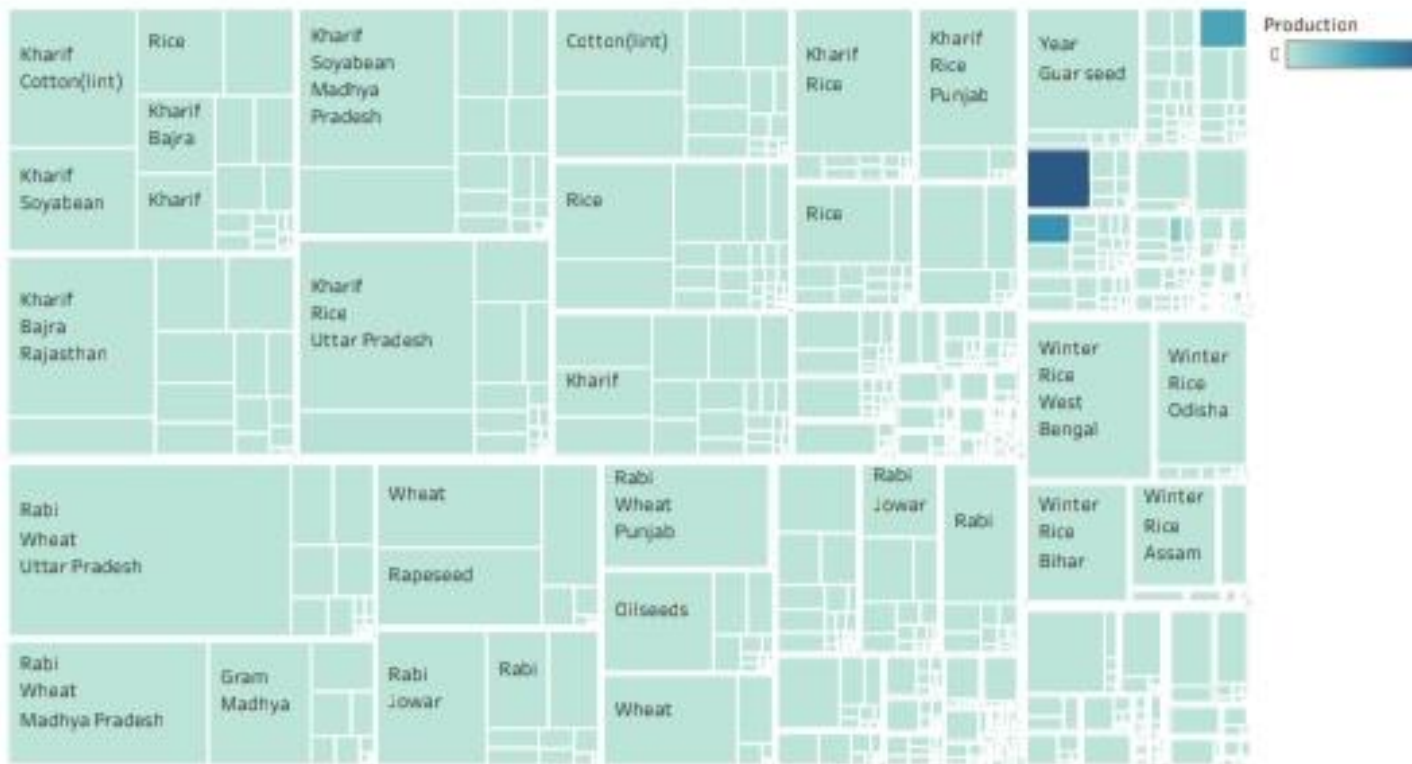 Kharif
Cotton(lint)
Rice
Kharif
Bajra
Kharif
Soyabean
Kharif
Kharif
Soyabean
Madhya
Pradesh
Cotton(lint)
Kharif
Rice
Kharif
Rice
Punjab
Year
Guar seed
Production
0
Kharif
Bajra
Rajasthan
Kharif
Rice
Uttar Pradesh
Rice
Kharif
Rice
Winter
Rice
West
Bengal
Winter
Rice
Odisha
Rabi
Wheat
Uttar Pradesh
Wheat
Rapeseed
Rabi
Wheat
Punjab
Oilseeds
Rabi
Jowar
Rabi
Winter
Rice
Bihar
Winter
Rice
Assam
Rabi
Wheat
Madhya Pradesh
Gram
Madhya
Rabi
Jowar
Rabi
Wheat